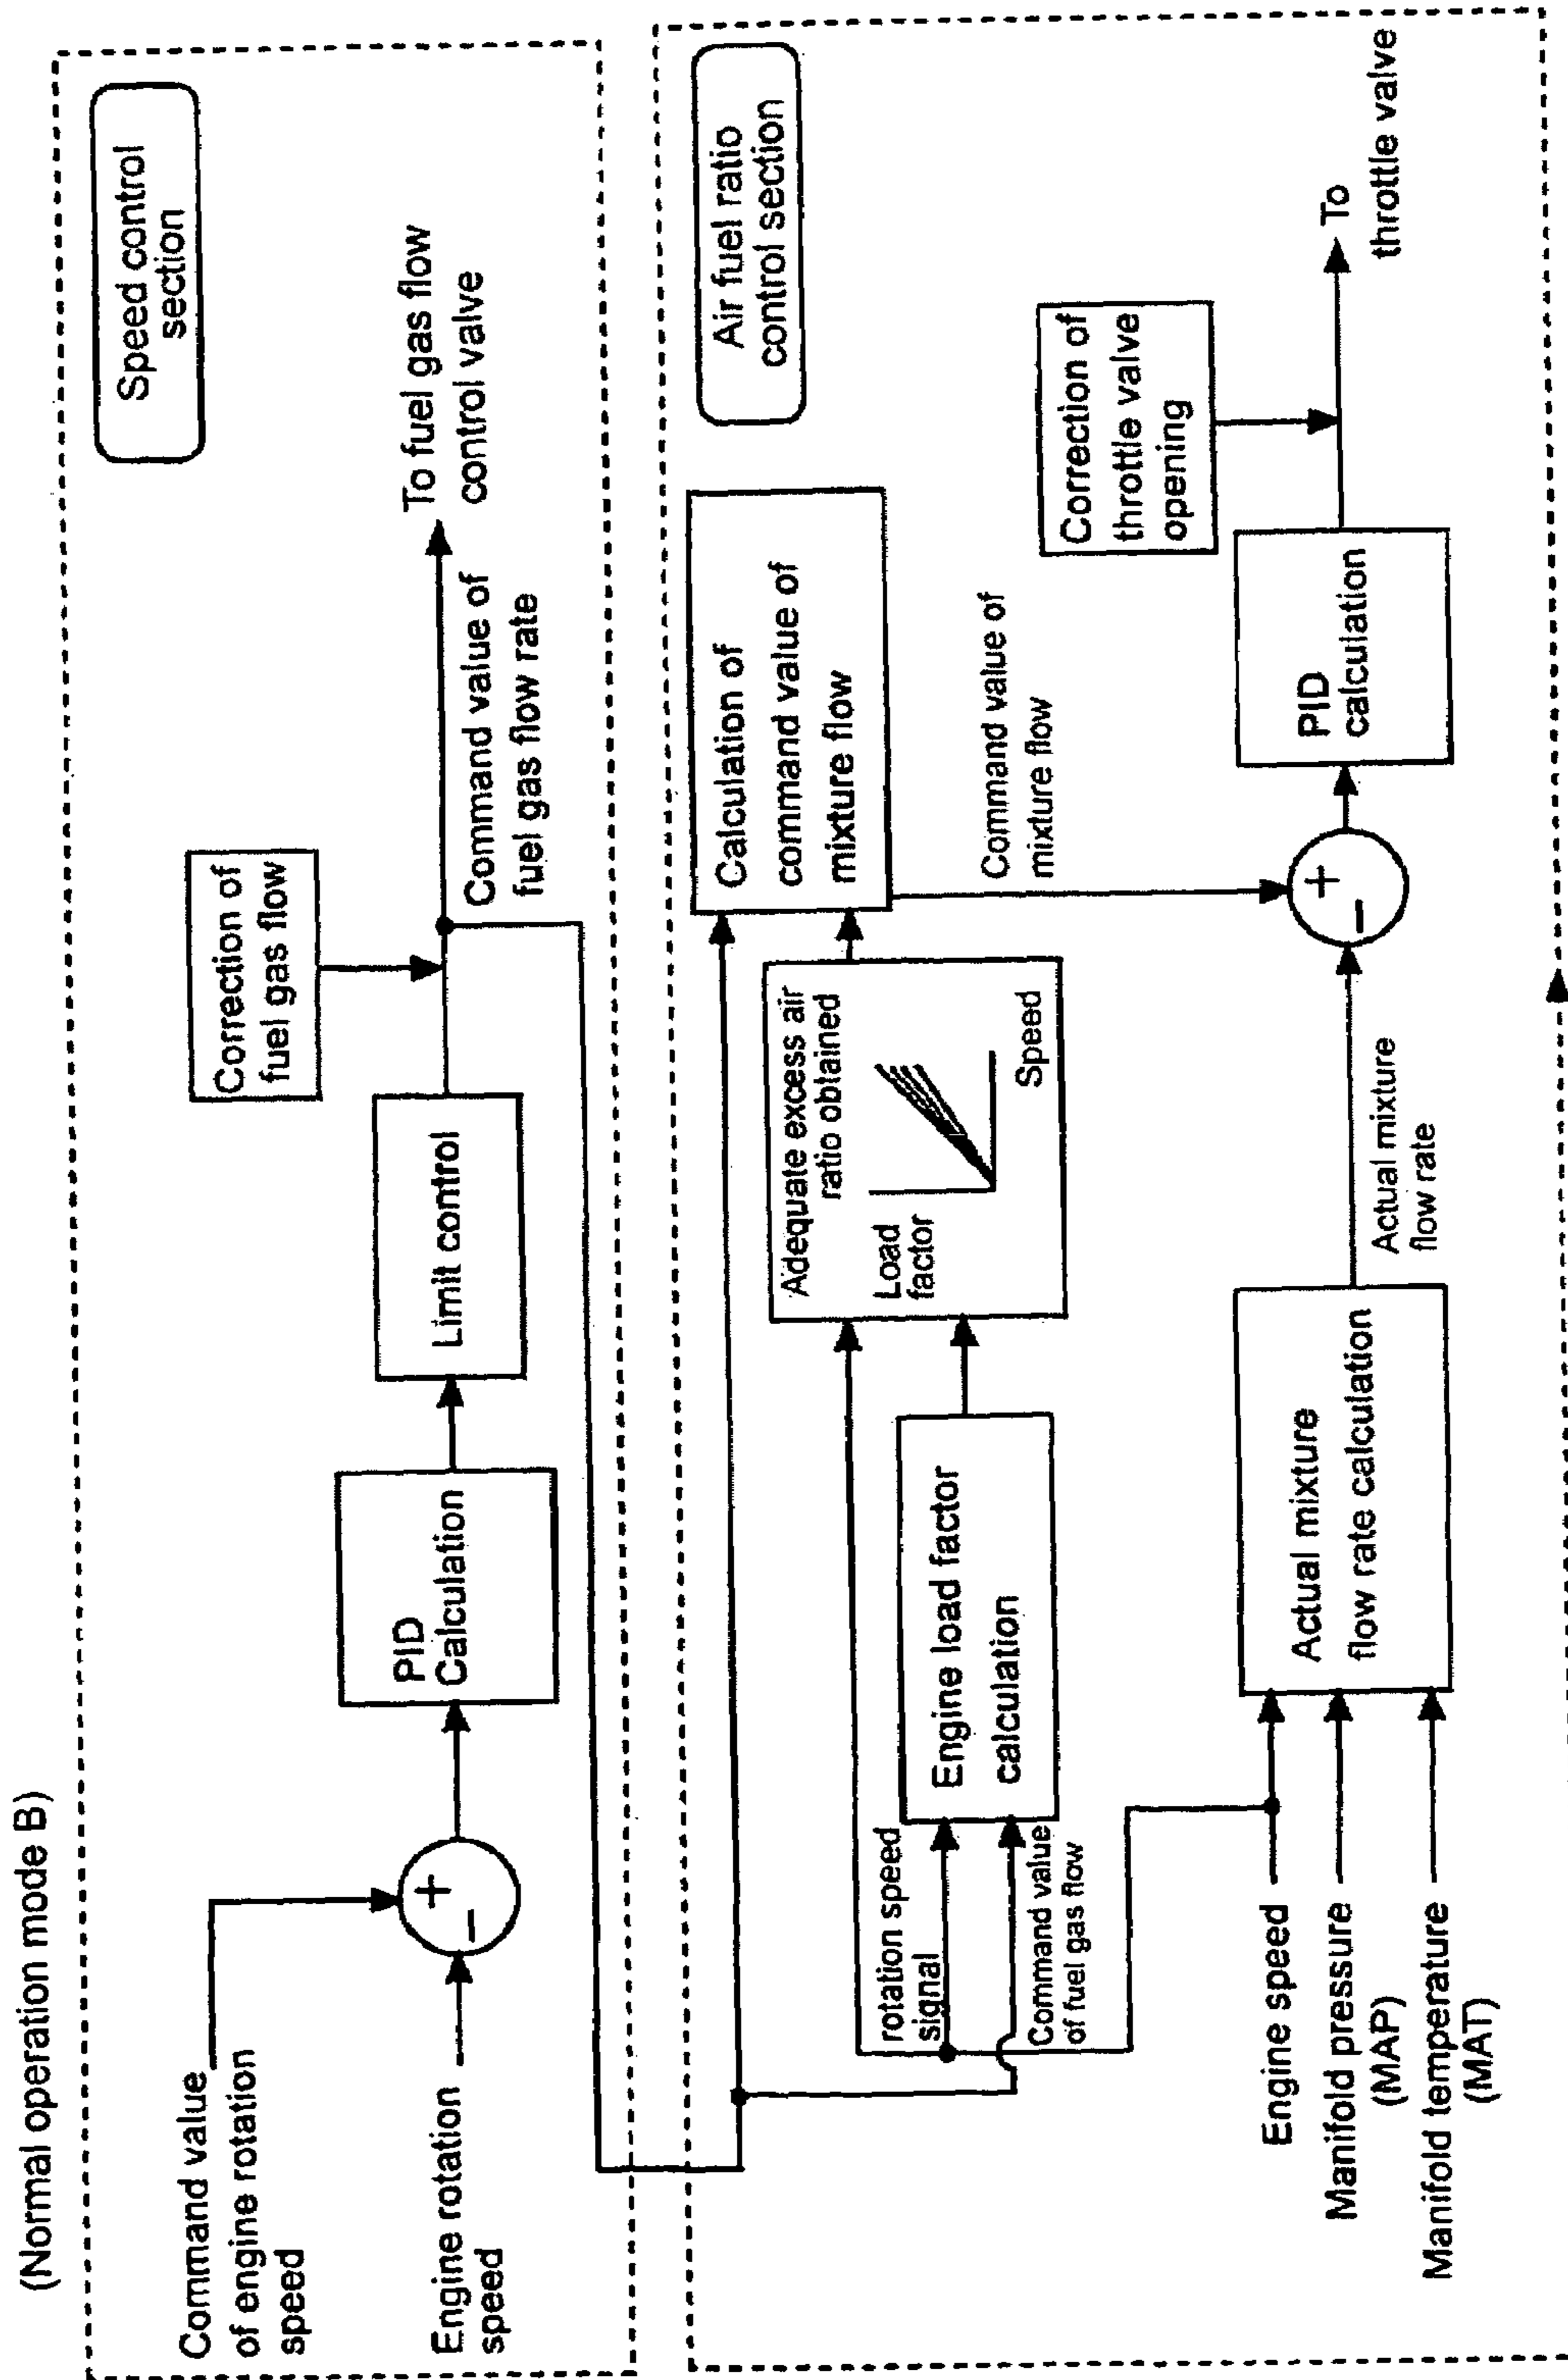 (Normal operation mode B)
Speed control
section
Command value
of engine rotation
speed
Engine rotation
speed
+
−
PID
Calculation
Limit control
Correction of
fuel gas flow
To fuel gas flow
control valve
Command value of
fuel gas flow rate
Air fuel ratio
control section
Calculation of
command value of
mixture flow
Adequate excess air
ratio obtained
Load
factor
Speed
Engine load factor
calculation
rotation speed
signal
Command value
of fuel gas flow
Command value of
mixture flow
Engine speed
Manifold pressure
(MAP)
Manifold temperature
(MAT)
Actual mixture
flow rate calculation
Actual mixture
flow rate
+
−
PID
calculation
Correction of
throttle valve
opening
To
throttle valve